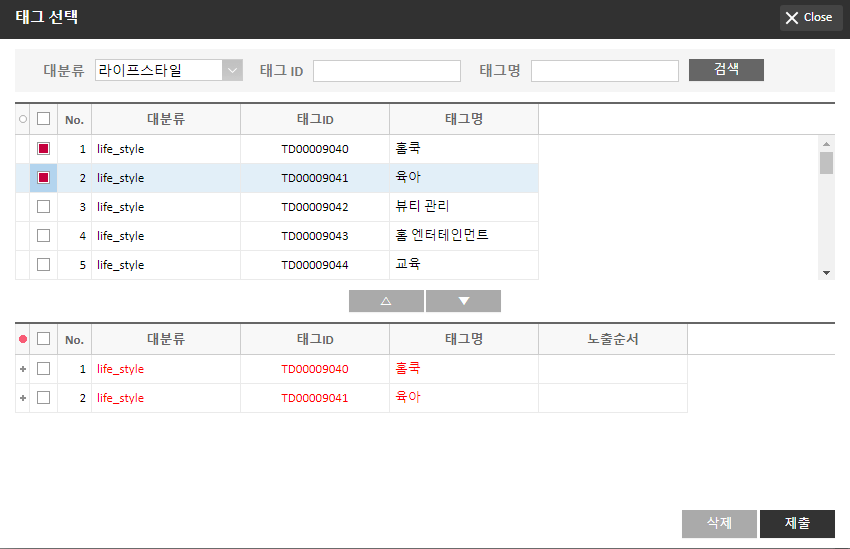 태그 선택 Close
대분류 라이프스타일 태그 ID 태그명 검색
No. 대분류 태그ID 태그명
1 life_style TD00009040 홈쿡
2 life_style TD00009041 육아
3 life_style TD00009042 뷰티 관리
4 life_style TD00009043 홈 엔터테인먼트
5 life_style TD00009044 교육
No. 대분류 태그ID 태그명 노출순서
1 life_style TD00009040 홈쿡
2 life_style TD00009041 육아
삭제 제출